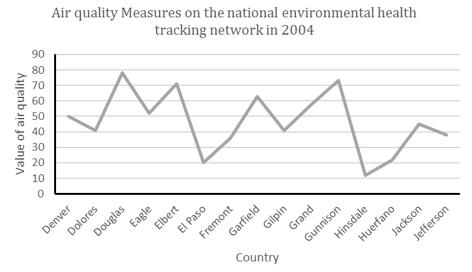 Air quality Measures on the national environmental health
tracking network in 2004
Value of air quality
90
80
70
60
50
40
30
20
10
0
Denver
Dolores
Douglas
Eagle
Elbert
El Paso
Fremont
Garfield
Gilpin
Grand
Gunnison
Hinsdale
Huerfano
Jackson
Jefferson
Country